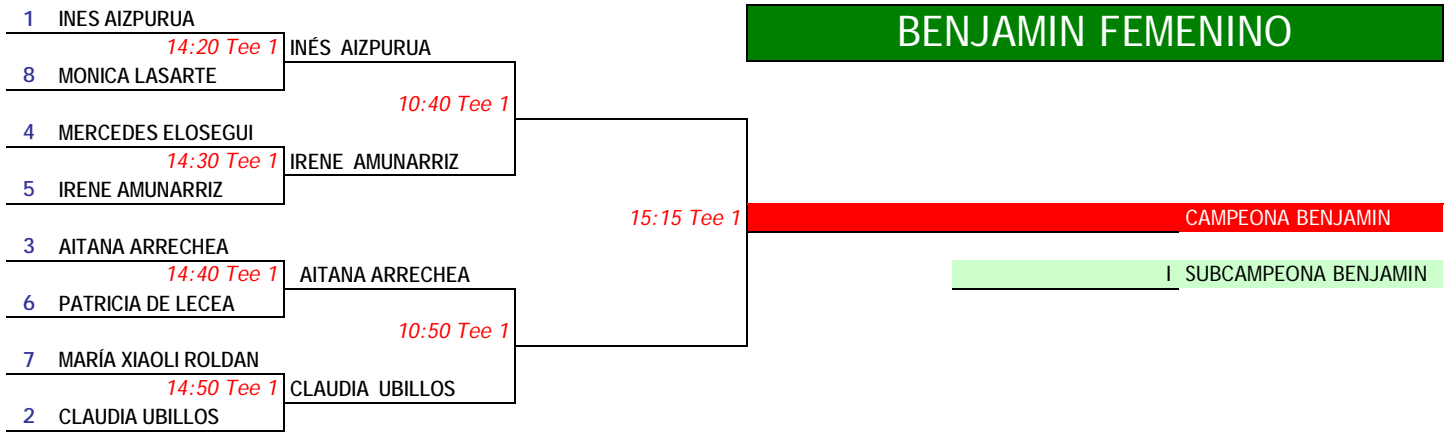 1 INES AIZPURUA
BENJAMIN FEMENINO
14:20 Tee 1 INÉS AIZPURUA
8 MONICA LASARTE
10:40 Tee 1
4 MERCEDES ELOSEGUI
14:30 Tee 1 IRENE AMUNARRIZ
5 IRENE AMUNARRIZ
15:15 Tee 1 CAMPEONA BENJAMIN
3 AITANA ARRECHEA
14:40 Tee 1 AITANA ARRECHEA I SUBCAMPEONA BENJAMIN
6 PATRICIA DE LECEA
10:50 Tee 1
7 MARÍA XIAOLI ROLDAN
14:50 Tee 1 CLAUDIA UBILLOS
2 CLAUDIA UBILLOS